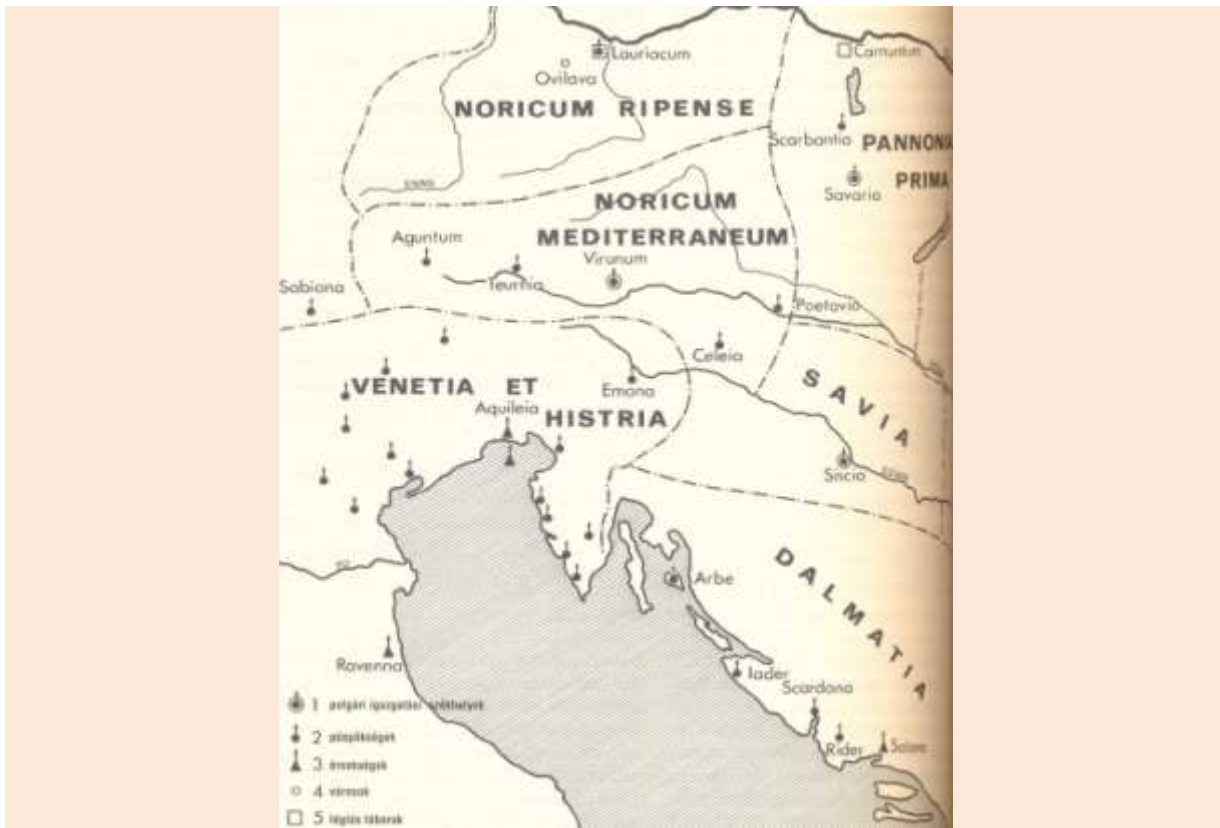 Lauriacum
Carnuntum
Ovilava
NORICUM RIPENSE
Scarbantia
PANNONIA
PRIMA
Savaria
NORICUM
MEDITERRANEUM
Aguntum
Virunum
Teurnia
Sabiona
Poetovio
Celeia
SAVIA
VENETIA ET
HISTRIA
Emona
Aquileia
Siscia
DALMATIA
Arbe
Ravenna
Iader
Scardona
Rider
Salona
1 polgári igazgatási székhelyek
2 püspökségek
3 érsekségek
4 városok
5 légiós táborok